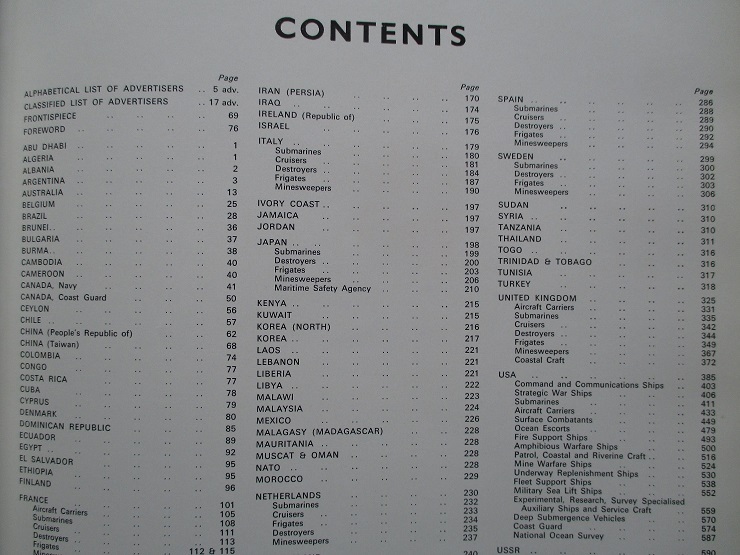 CONTENTS
Page
ALPHABETICAL LIST OF ADVERTISERS .. 5 adv.
CLASSIFIED LIST OF ADVERTISERS .. 17 adv.
FRONTISPIECE .. .. .. .. 69
FOREWORD .. .. .. .. 76
ABU DHABI .. .. .. .. 1
ALGERIA .. .. .. .. 1
ALBANIA .. .. .. .. 2
ARGENTINA .. .. .. .. 3
AUSTRALIA .. .. .. .. 13
BELGIUM .. .. .. .. 25
BRAZIL .. .. .. .. 28
BRUNEI .. .. .. .. 36
BULGARIA .. .. .. .. 37
BURMA .. .. .. .. 38
CAMBODIA .. .. .. .. 40
CAMEROON .. .. .. .. 40
CANADA, Navy .. .. .. .. 41
CANADA, Coast Guard .. .. .. 50
CEYLON .. .. .. .. 56
CHILE .. .. .. .. 57
CHINA (People's Republic of) .. .. .. 62
CHINA (Taiwan) .. .. .. .. 68
COLOMBIA .. .. .. .. 74
CONGO .. .. .. .. 77
COSTA RICA .. .. .. .. 77
CUBA .. .. .. .. 78
CYPRUS .. .. .. .. 79
DENMARK .. .. .. .. 80
DOMINICAN REPUBLIC .. .. .. 85
ECUADOR .. .. .. .. 89
EGYPT .. .. .. .. 92
EL SALVADOR .. .. .. .. 95
ETHIOPIA .. .. .. .. 95
FINLAND .. .. .. .. 96
FRANCE .. .. .. .. 101
Aircraft Carriers .. .. .. 105
Submarines .. .. .. 108
Cruisers .. .. .. 111
Destroyers .. .. .. 113
Frigates .. .. 112 & 115
Page
IRAN (PERSIA) .. .. .. .. 170
IRAQ .. .. .. .. 174
IRELAND (Republic of) .. .. .. 175
ISRAEL .. .. .. .. 176
ITALY .. .. .. .. 179
Submarines .. .. .. 180
Cruisers .. .. .. 181
Destroyers .. .. .. 184
Frigates .. .. .. 187
Minesweepers .. .. .. 190
IVORY COAST .. .. .. .. 197
JAMAICA .. .. .. .. 197
JORDAN .. .. .. .. 197
JAPAN .. .. .. .. 198
Submarines .. .. .. 199
Destroyers .. .. .. 200
Frigates .. .. .. 203
Minesweepers .. .. .. 206
Maritime Safety Agency .. .. .. 210
KENYA .. .. .. .. 215
KUWAIT .. .. .. .. 215
KOREA (NORTH) .. .. .. 216
KOREA .. .. .. .. 217
LAOS .. .. .. .. 221
LEBANON .. .. .. .. 221
LIBERIA .. .. .. .. 221
LIBYA .. .. .. .. 222
MALAWI .. .. .. .. 223
MALAYSIA .. .. .. .. 224
MEXICO .. .. .. .. 226
MALAGASY (MADAGASCAR) .. .. .. 228
MAURITANIA .. .. .. .. 228
MUSCAT & OMAN .. .. .. 228
NATO .. .. .. .. 228
MOROCCO .. .. .. .. 229
NETHERLANDS .. .. .. .. 230
Submarines .. .. .. 232
Cruisers .. .. .. 233
Destroyers .. .. .. 234
Frigates .. .. .. 235
Minesweepers .. .. .. 237
240
Page
SPAIN .. .. .. .. 286
Submarines .. .. .. 288
Cruisers .. .. .. 289
Destroyers .. .. .. 290
Frigates .. .. .. 292
Minesweepers .. .. .. 294
SWEDEN .. .. .. .. 299
Submarines .. .. .. 300
Destroyers .. .. .. 302
Frigates .. .. .. 303
Minesweepers .. .. .. 306
SUDAN .. .. .. .. 310
SYRIA .. .. .. .. 310
TANZANIA .. .. .. .. 310
THAILAND .. .. .. .. 311
TOGO .. .. .. .. 316
TRINIDAD & TOBAGO .. .. .. 316
TUNISIA .. .. .. .. 317
TURKEY .. .. .. .. 318
UNITED KINGDOM .. .. .. 325
Aircraft Carriers .. .. .. 331
Submarines .. .. .. 335
Cruisers .. .. .. 342
Destroyers .. .. .. 344
Frigates .. .. .. 349
Minesweepers .. .. .. 367
Coastal Craft .. .. .. 372
USA .. .. .. .. 385
Command and Communications Ships .. 403
Strategic War Ships .. .. .. 406
Submarines .. .. .. 411
Aircraft Carriers .. .. .. 433
Surface Combatants .. .. .. 449
Ocean Escorts .. .. .. 479
Fire Support Ships .. .. .. 493
Amphibious Warfare Ships .. .. 500
Patrol, Coastal and Riverine Craft .. .. 516
Mine Warfare Ships .. .. .. 524
Underway Replenishment Ships .. .. 530
Fleet Support Ships .. .. .. 538
Military Sea Lift Ships .. .. .. 552
Experimental, Research, Survey Specialised
Auxiliary Ships and Service Craft .. .. 559
Deep Submergence Vehicles .. .. 570
Coast Guard .. .. .. 574
National Ocean Survey .. .. .. 587
USSR .. .. .. .. 590